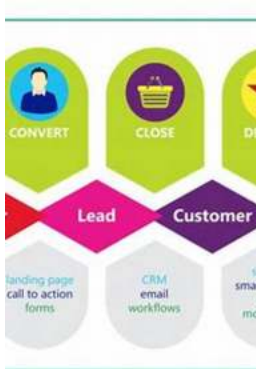 CONVERT
CLOSE
Lead
Customer
landing page
call to action
forms
CRM
email
workflows